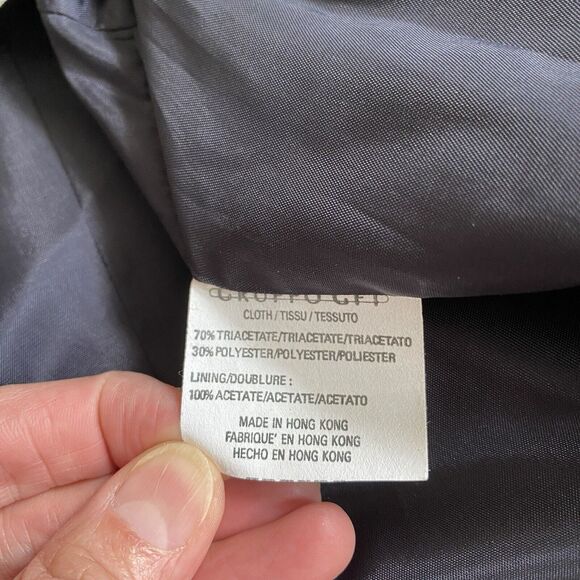 GRUPPO GFT
CLOTH / TISSU / TESSUTO
70% TRIACETATE/TRIACETATE/TRIACETATO
30% POLYESTER/POLYESTER/POLIESTER
LINING/DOUBLURE :
100% ACETATE/ACETATE/ACETATO
MADE IN HONG KONG
FABRIQUE' EN HONG KONG
HECHO EN HONG KONG